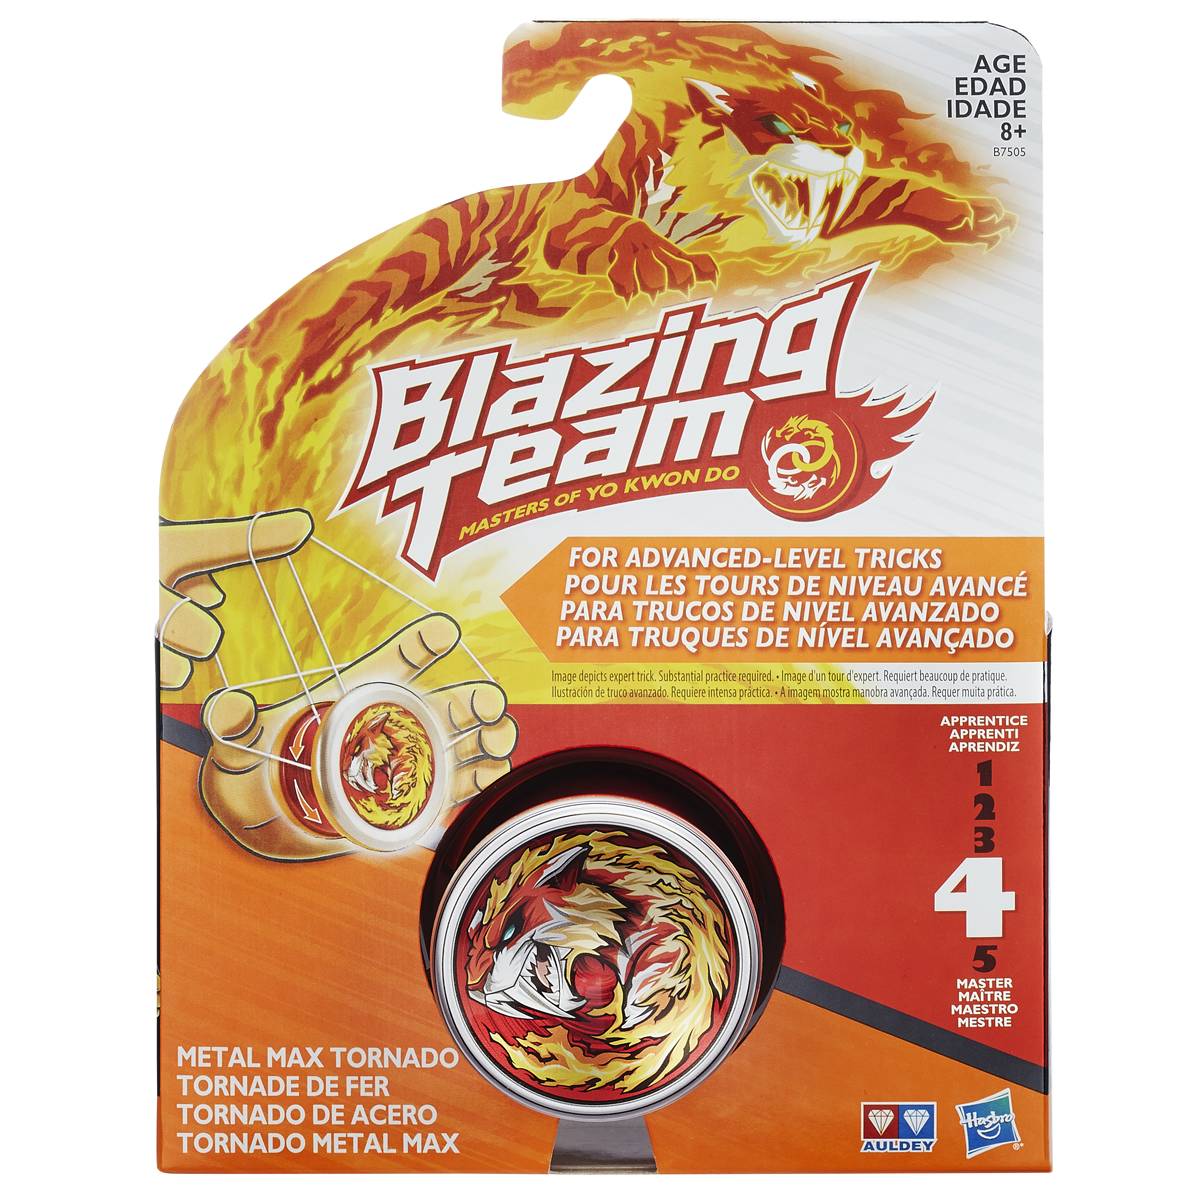 AGE
EDAD
IDADE
8+
B7505
Blazing
Team
MASTERS OF YO KWON DO
FOR ADVANCED-LEVEL TRICKS
POUR LES TOURS DE NIVEAU AVANCÉ
PARA TRUCOS DE NIVEL AVANZADO
PARA TRUQUES DE NÍVEL AVANÇADO
Image depicts expert trick. Substantial practice required. • Image d'un tour d'expert. Requiert beaucoup de pratique.
Ilustración de truco avanzado. Requiere intensa práctica. • A imagem mostra manobra avançada. Requer muita prática.
APPRENTICE
APPRENTI
APRENDIZ
1
2
3
4
5
MASTER
MAÎTRE
MAESTRO
MESTRE
METAL MAX TORNADO
TORNADE DE FER
TORNADO DE ACERO
TORNADO METAL MAX
AULDEY
Hasbro